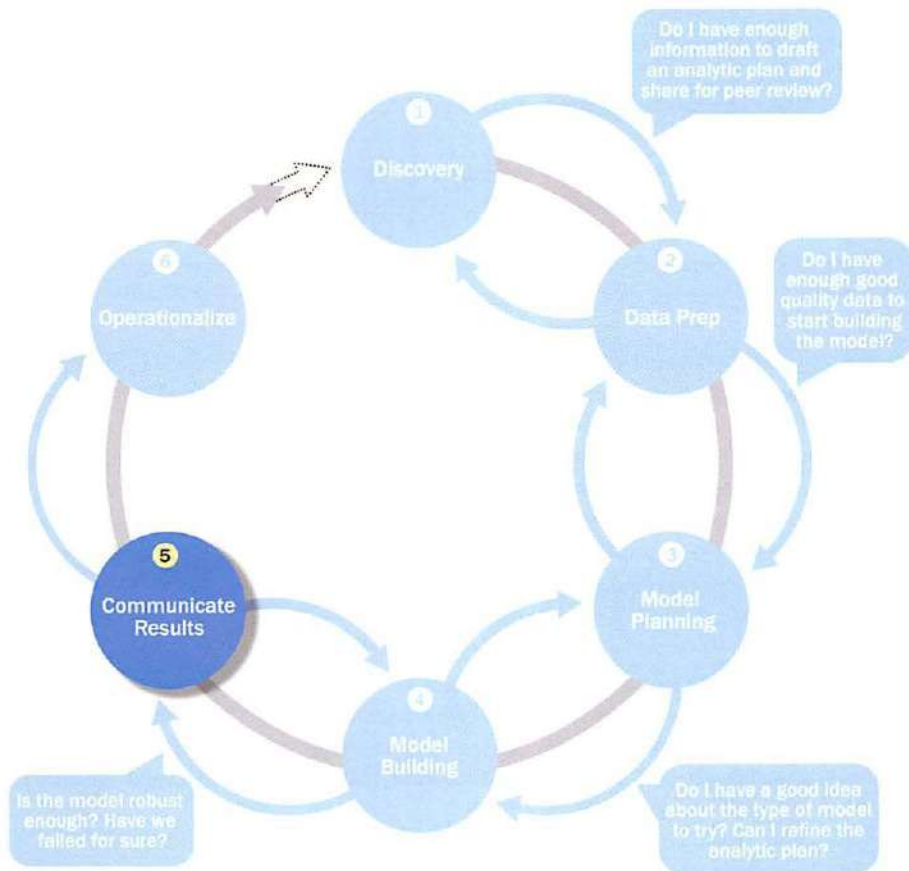 Do I have enough
information to draft
an analytic plan and
share for peer review?
1
Discovery
2
Data Prep
Do I have
enough good
quality data to
start building
the model?
3
Model
Planning
Do I have a good idea
about the type of model
to try? Can I refine the
analytic plan?
4
Model
Building
Is the model robust
enough? Have we
failed for sure?
5
Communicate
Results
6
Operationalize